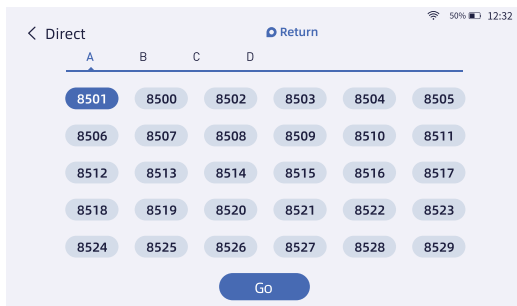 50% 12:32
Direct Return
A B C D
8501 8500 8502 8503 8504 8505
8506 8507 8508 8509 8510 8511
8512 8513 8514 8515 8516 8517
8518 8519 8520 8521 8522 8523
8524 8525 8526 8527 8528 8529
Go